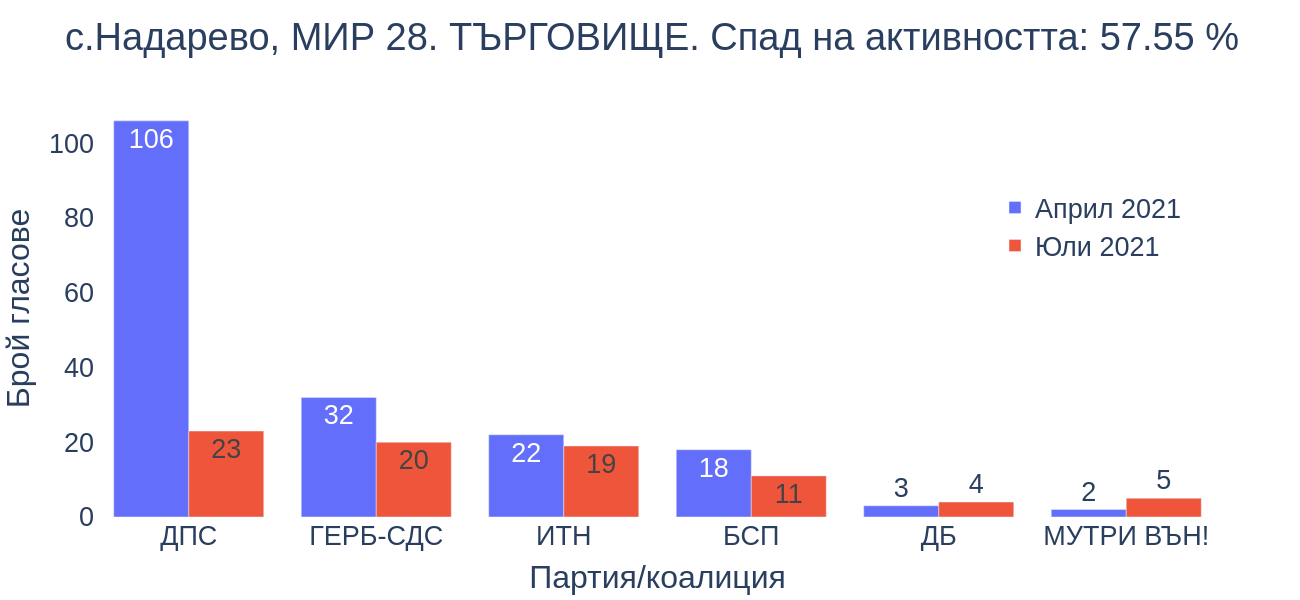 с.Надарево, МИР 28. ТЪРГОВИЩЕ. Спад на активността: 57.55 %
Брой гласове
100
80
60
40
20
0
106
23
32
20
22
19
18
11
3
4
2
5
Април 2021
Юли 2021
ДПС
ГЕРБ-СДС
ИТН
БСП
ДБ
МУТРИ ВЪН!
Партия/коалиция